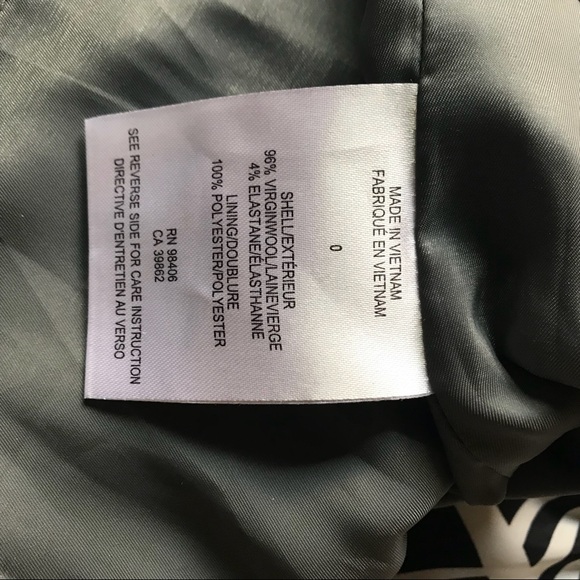 MADE IN VIETNAM
FABRIQUÉ EN VIETNAM
0
SHELL/EXTÉRIEUR
96% VIRGINWOOL/LAINEVIERGE
4% ELASTANE/ÉLASTHANNE
LINING/DOUBLURE
100% POLYESTER/POLYESTER
RN 98406
CA 39862
SEE REVERSE SIDE FOR CARE INSTRUCTION
DIRECTIVE D'ENTRETIEN AU VERSO